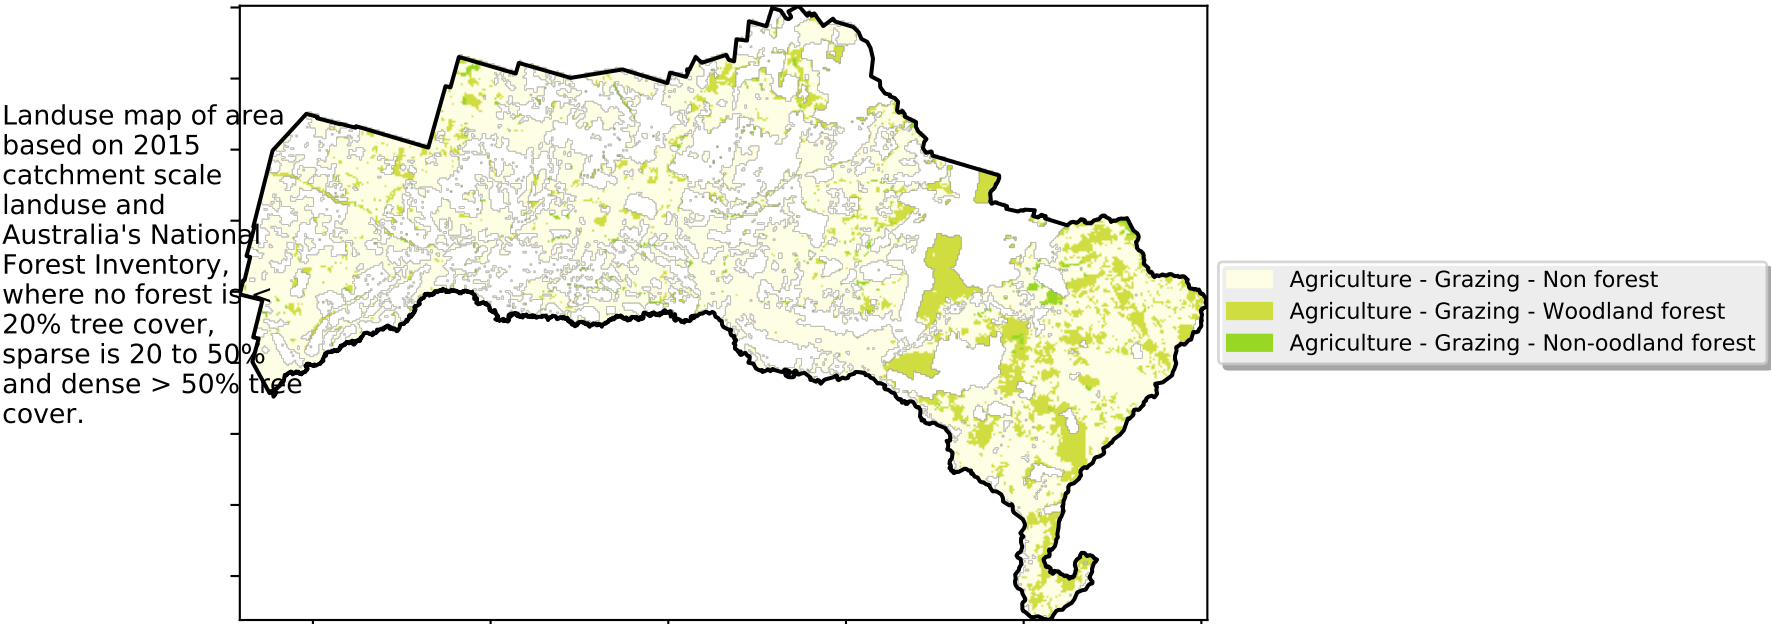 Landuse map of area
based on 2015
catchment scale
landuse and
Australia's National
Forest Inventory,
where no forest is <
20% tree cover,
sparse is 20 to 50%
and dense > 50% tree
cover.
Agriculture - Grazing - Non forest
Agriculture - Grazing - Woodland forest
Agriculture - Grazing - Non-oodland forest